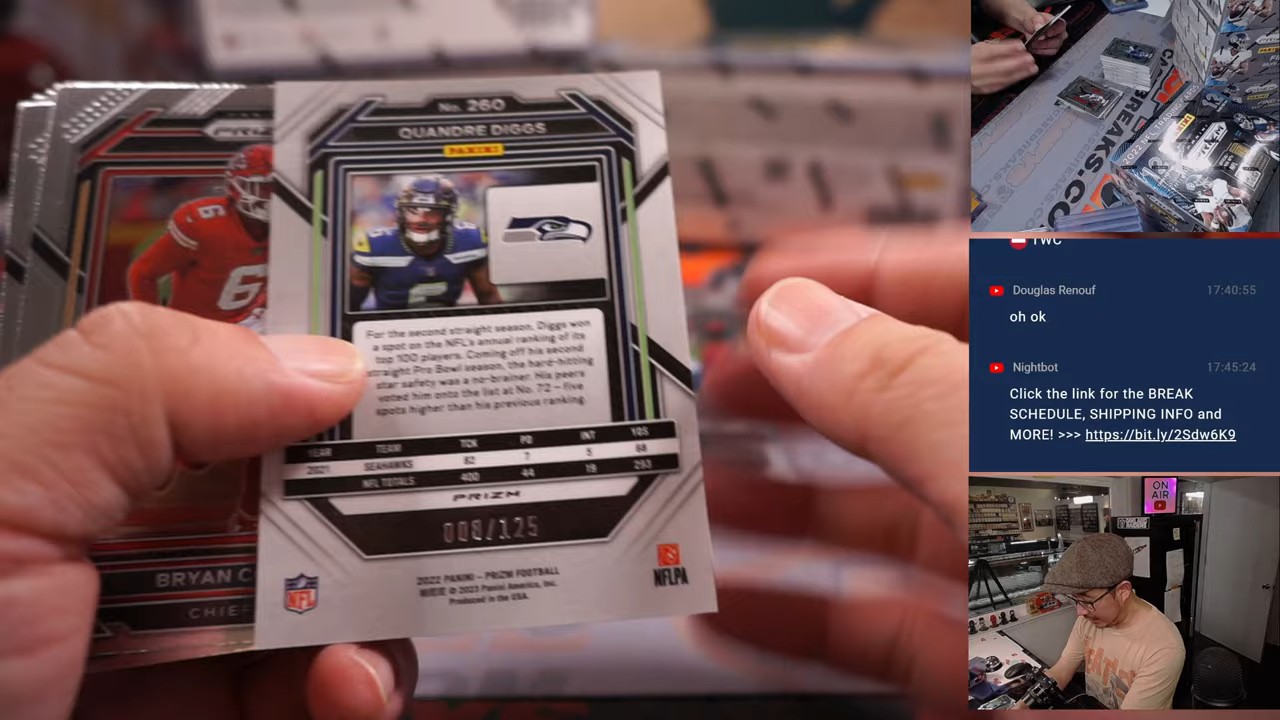 No. 260
QUANDRE DIGGS
PANINI
For the second straight season, Diggs won
a spot on the NFL's annual ranking of its
top 100 players. Coming off his second
straight Pro Bowl season, the hard-hitting
star safety was a no-brainer. His peers
voted him onto the list at No. 72 – five
spots higher than his previous ranking.
YEAR TEAM TCK PD INT YDS
2021 SEAHAWKS 5
NFL TOTALS 400 44 19 293
PRIZM
008/125
2022 PANINI – PRIZM FOOTBALL
© 2023 Panini America, Inc.
Produced in the USA.
NFL
NFLPA
6
6
BRYAN C
CHIEF
TWC
Douglas Renouf 17:40:55
oh ok
Nightbot 17:45:24
Click the link for the BREAK
SCHEDULE, SHIPPING INFO and
MORE! >>> https://bit.ly/2Sdw6K9
ON
AIR